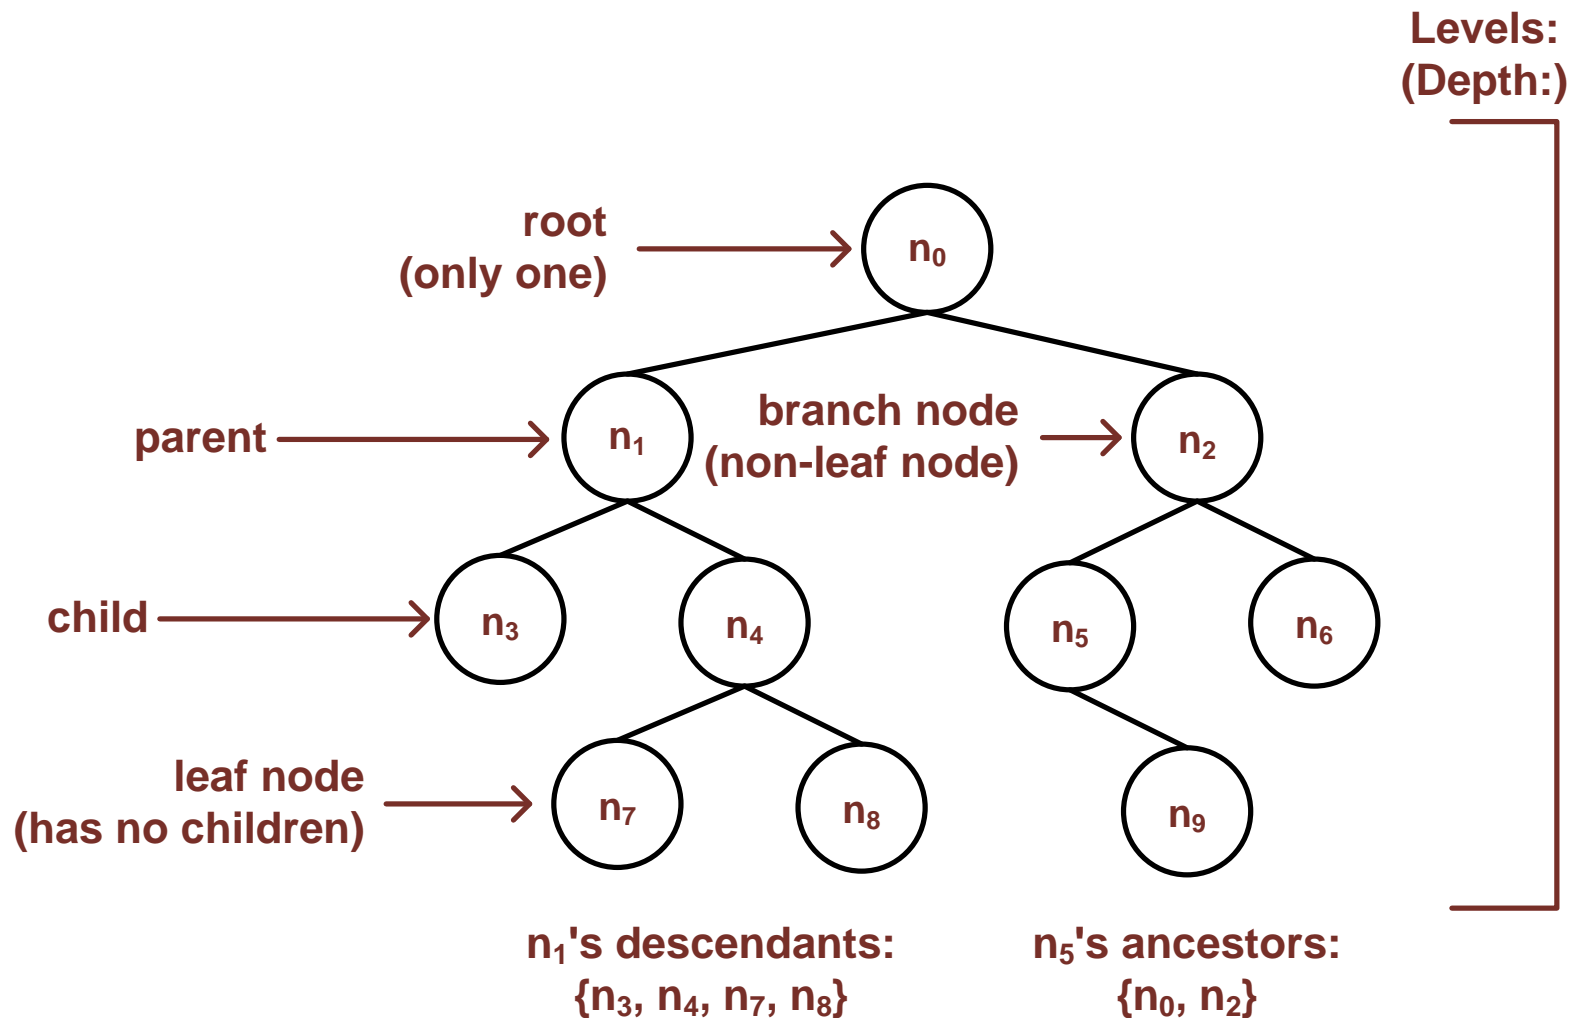 Levels:
(Depth:)
root
(only one)
n₀
parent
n₁
branch node
(non-leaf node)
n₂
child
n₃
n₄
n₅
n₆
leaf node
(has no children)
n₇
n₈
n₉
n₁'s descendants:
{n₃, n₄, n₇, n₈}
n₅'s ancestors:
{n₀, n₂}